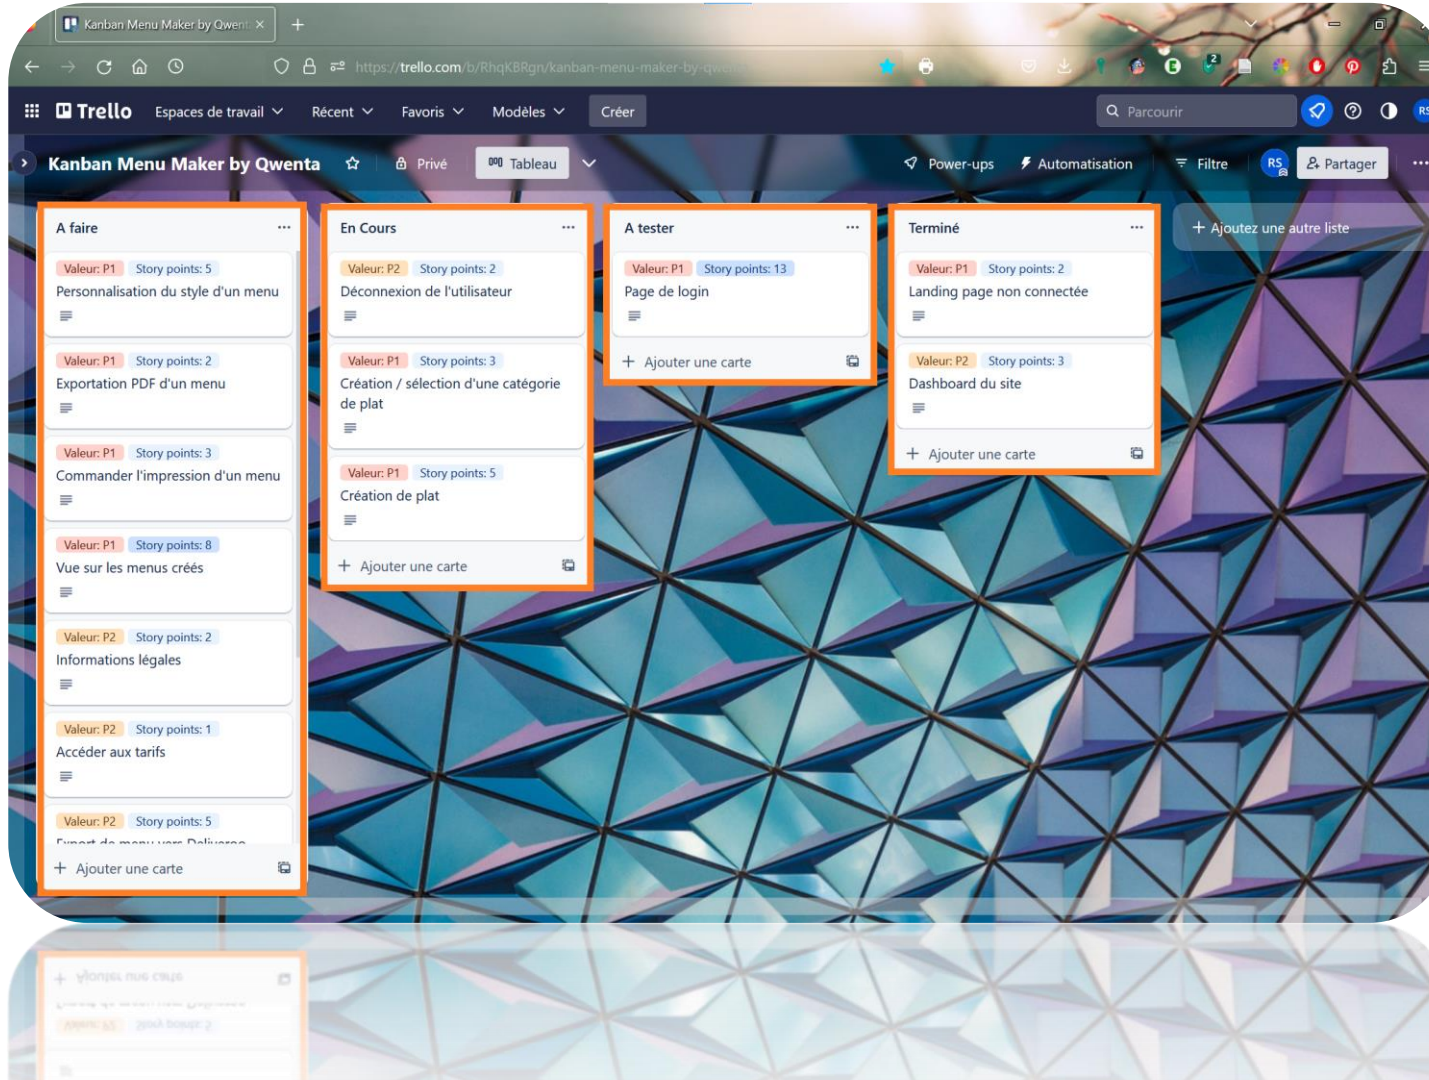 Kanban Menu Maker by Qwent
https://trello.com/b/RhqKBRgn/kanban-menu-maker-by-qwenta
2
Trello
Espaces de travail
Récent
Favoris
Modèles
Créer
Parcourir
RS
Kanban Menu Maker by Qwenta
Privé
Tableau
Power-ups
Automatisation
Filtre
RS
Partager
A faire
Valeur: P1 Story points: 5
Personnalisation du style d'un menu
Valeur: P1 Story points: 2
Exportation PDF d'un menu
Valeur: P1 Story points: 3
Commander l'impression d'un menu
Valeur: P1 Story points: 8
Vue sur les menus créés
Valeur: P2 Story points: 2
Informations légales
Valeur: P2 Story points: 1
Accéder aux tarifs
Valeur: P2 Story points: 5
Export de menu vers Deliveroo
+ Ajouter une carte
En Cours
Valeur: P2 Story points: 2
Déconnexion de l'utilisateur
Valeur: P1 Story points: 3
Création / sélection d'une catégorie
de plat
Valeur: P1 Story points: 5
Création de plat
+ Ajouter une carte
A tester
Valeur: P1 Story points: 13
Page de login
+ Ajouter une carte
Terminé
Valeur: P1 Story points: 2
Landing page non connectée
Valeur: P2 Story points: 3
Dashboard du site
+ Ajouter une carte
+ Ajoutez une autre liste